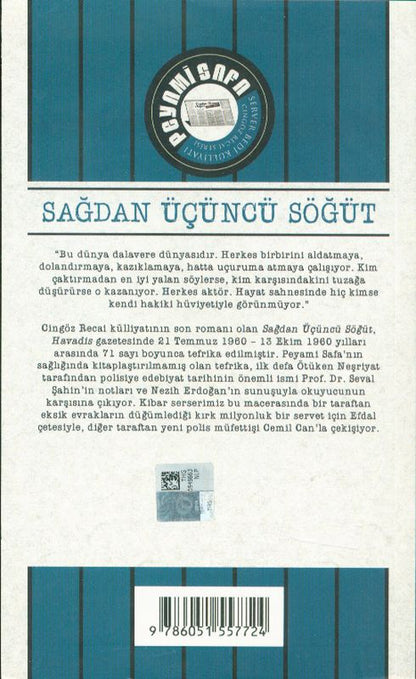 PEYAMİ SAFA
SERVER BEDİ KÜLLİYATI
CİNGÖZ RECAİ SERİSİ
SAĞDAN ÜÇÜNCÜ SÖĞÜT
"Bu dünya dalavere dünyasıdır. Herkes birbirini aldatmaya,
dolandırmaya, kazıklamaya, hatta uçuruma atmaya çalışıyor. Kim
çaktırmadan en iyi yalan söylerse, kim karşısındakini tuzağa
düşürürse o kazanıyor. Herkes aktör. Hayat sahnesinde hiç kimse
kendi hakiki hüviyetiyle görünmüyor."
Cingöz Recai külliyatının son romanı olan Sağdan Üçüncü Söğüt,
Havadis gazetesinde 21 Temmuz 1960 - 13 Ekim 1960 yılları
arasında 71 sayı boyunca tefrika edilmiştir. Peyami Safa'nın
sağlığında kitaplaştırılmamış olan tefrika, ilk defa Ötüken Neşriyat
tarafından polisiye edebiyat tarihinin önemli ismi Prof. Dr. Seval
Şahin'in notları ve Nezih Erdoğan'ın sunuşuyla okuyucunun
karşısına çıkıyor. Kibar serserimiz bu macerasında bir taraftan
eksik evrakların düğümlediği kırk milyonluk bir servet için Efdal
çetesiyle, diğer taraftan yeni polis müfettişi Cemil Can'la çekişiyor.
9 786051 557724